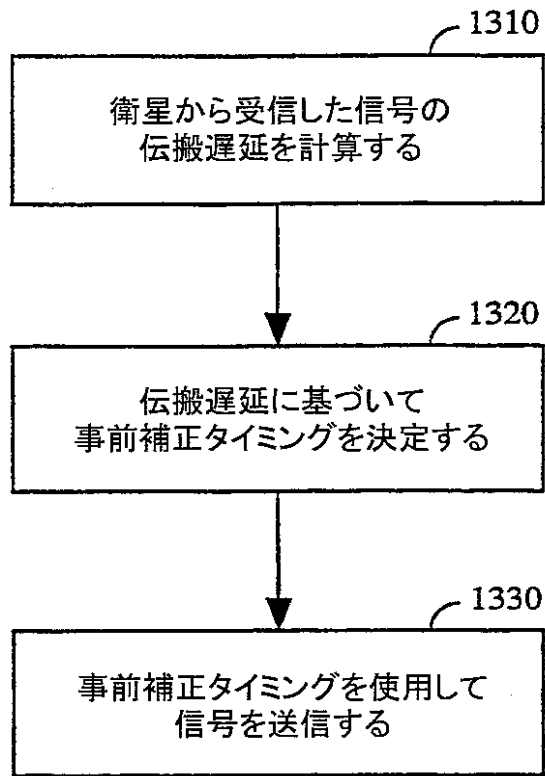 1310
衛星から受信した信号の
伝搬遅延を計算する
1320
伝搬遅延に基づいて
事前補正タイミングを決定する
1330
事前補正タイミングを使用して
信号を送信する